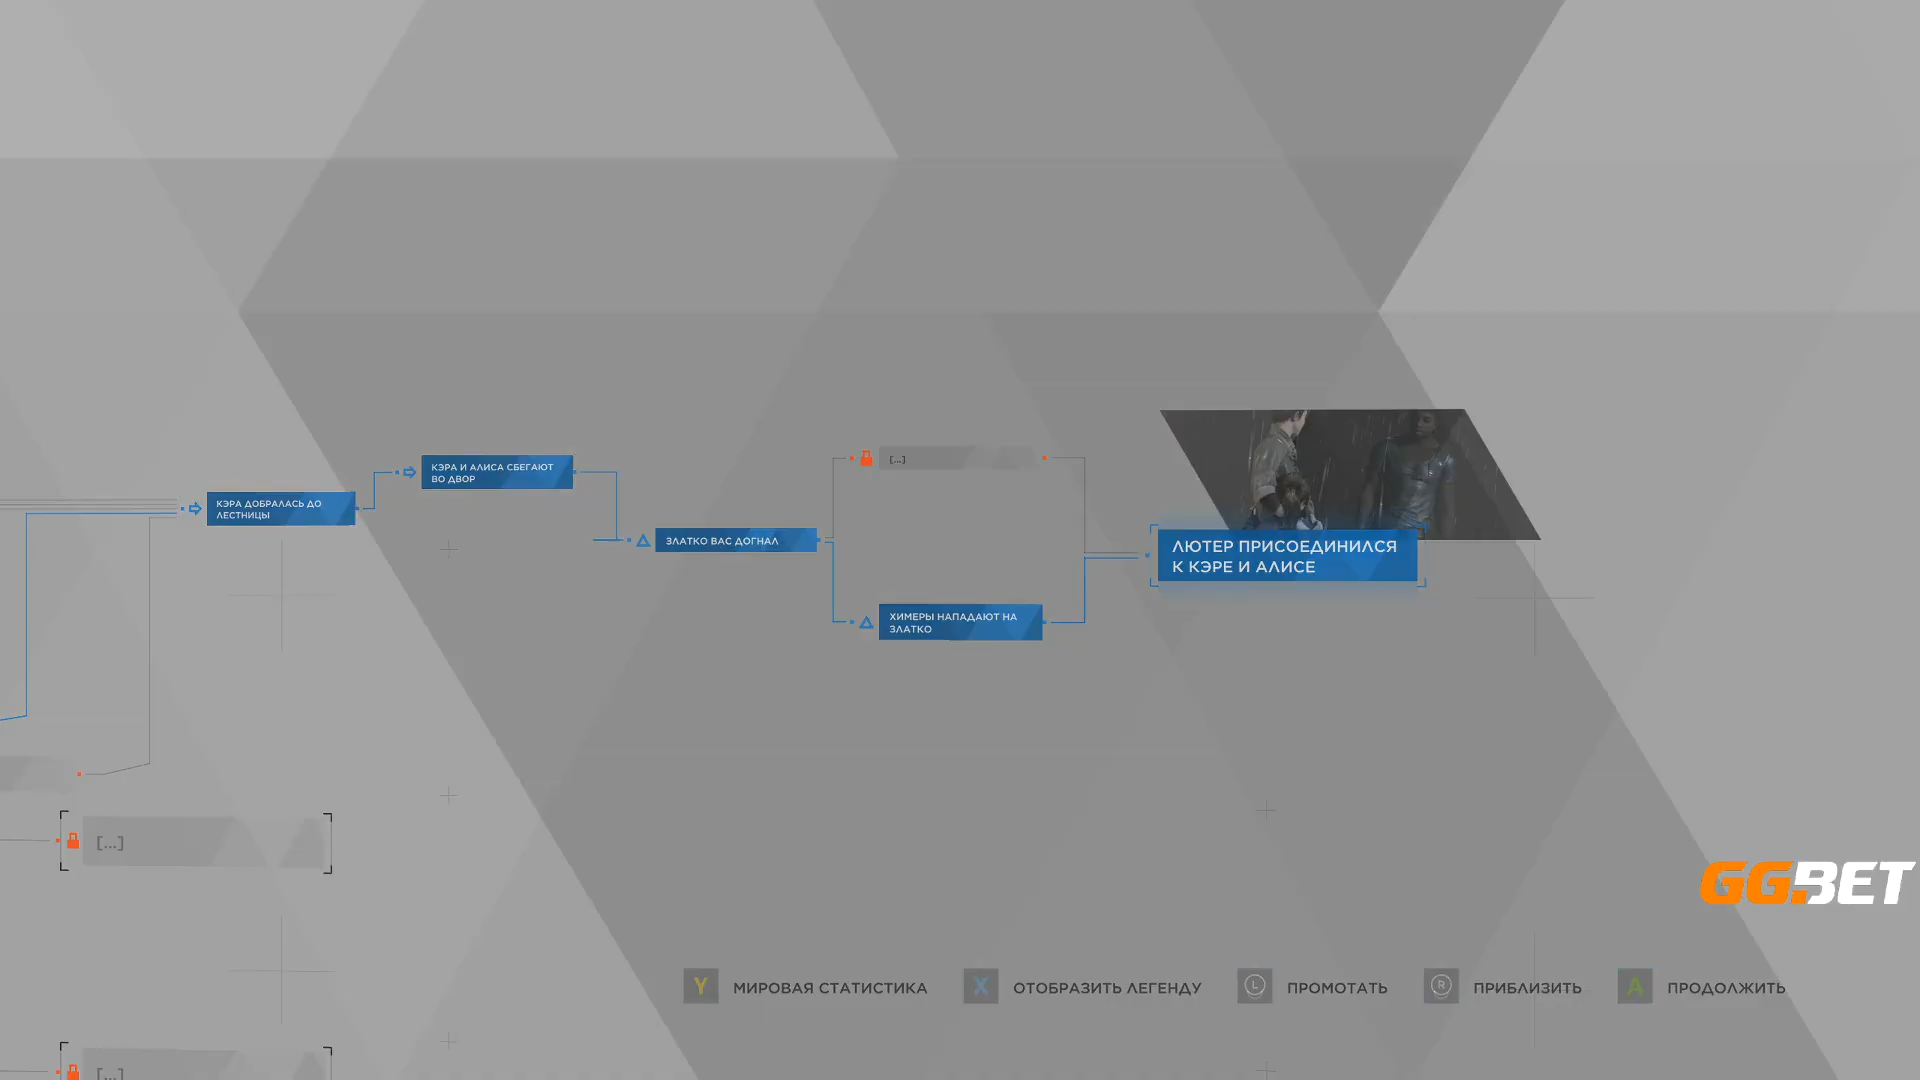 КЭРА ДОБРАЛАСЬ ДО
ЛЕСТНИЦЫ
КЭРА И АЛИСА СБЕГАЮТ
ВО ДВОР
ЗЛАТКО ВАС ДОГНАЛ
[...]
ХИМЕРЫ НАПАДАЮТ НА
ЗЛАТКО
ЛЮТЕР ПРИСОЕДИНИЛСЯ
К КЭРЕ И АЛИСЕ
[...]
GG.BET
Y МИРОВАЯ СТАТИСТИКА
X ОТОБРАЗИТЬ ЛЕГЕНДУ
L ПРОМОТАТЬ
R ПРИБЛИЗИТЬ
A ПРОДОЛЖИТЬ
[...]